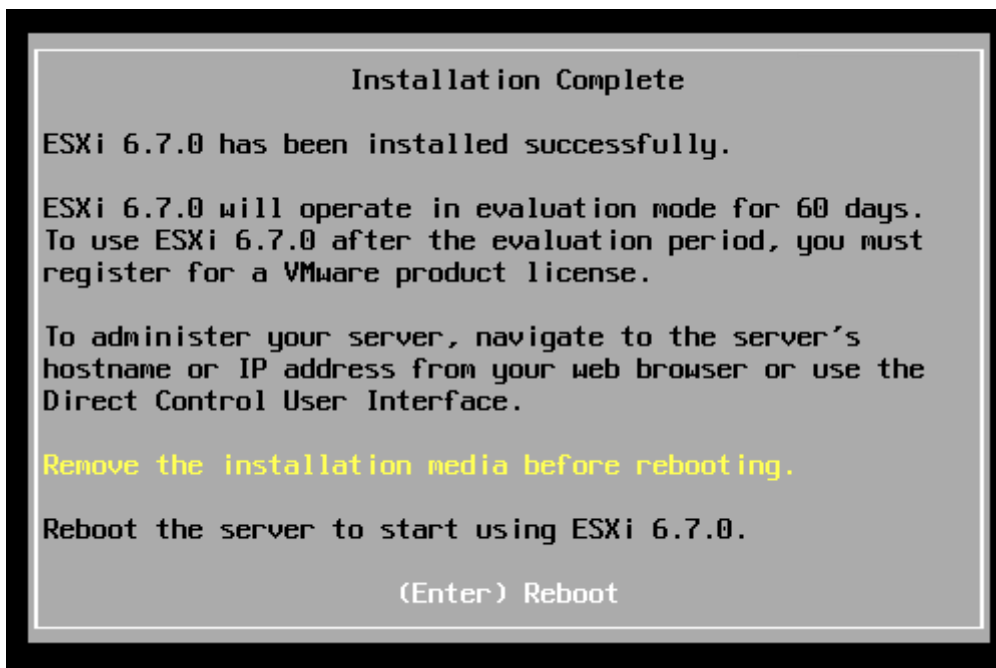 Installation Complete
ESXi 6.7.0 has been installed successfully.
ESXi 6.7.0 will operate in evaluation mode for 60 days.
To use ESXi 6.7.0 after the evaluation period, you must
register for a VMware product license.
To administer your server, navigate to the server's
hostname or IP address from your web browser or use the
Direct Control User Interface.
Remove the installation media before rebooting.
Reboot the server to start using ESXi 6.7.0.
(Enter) Reboot